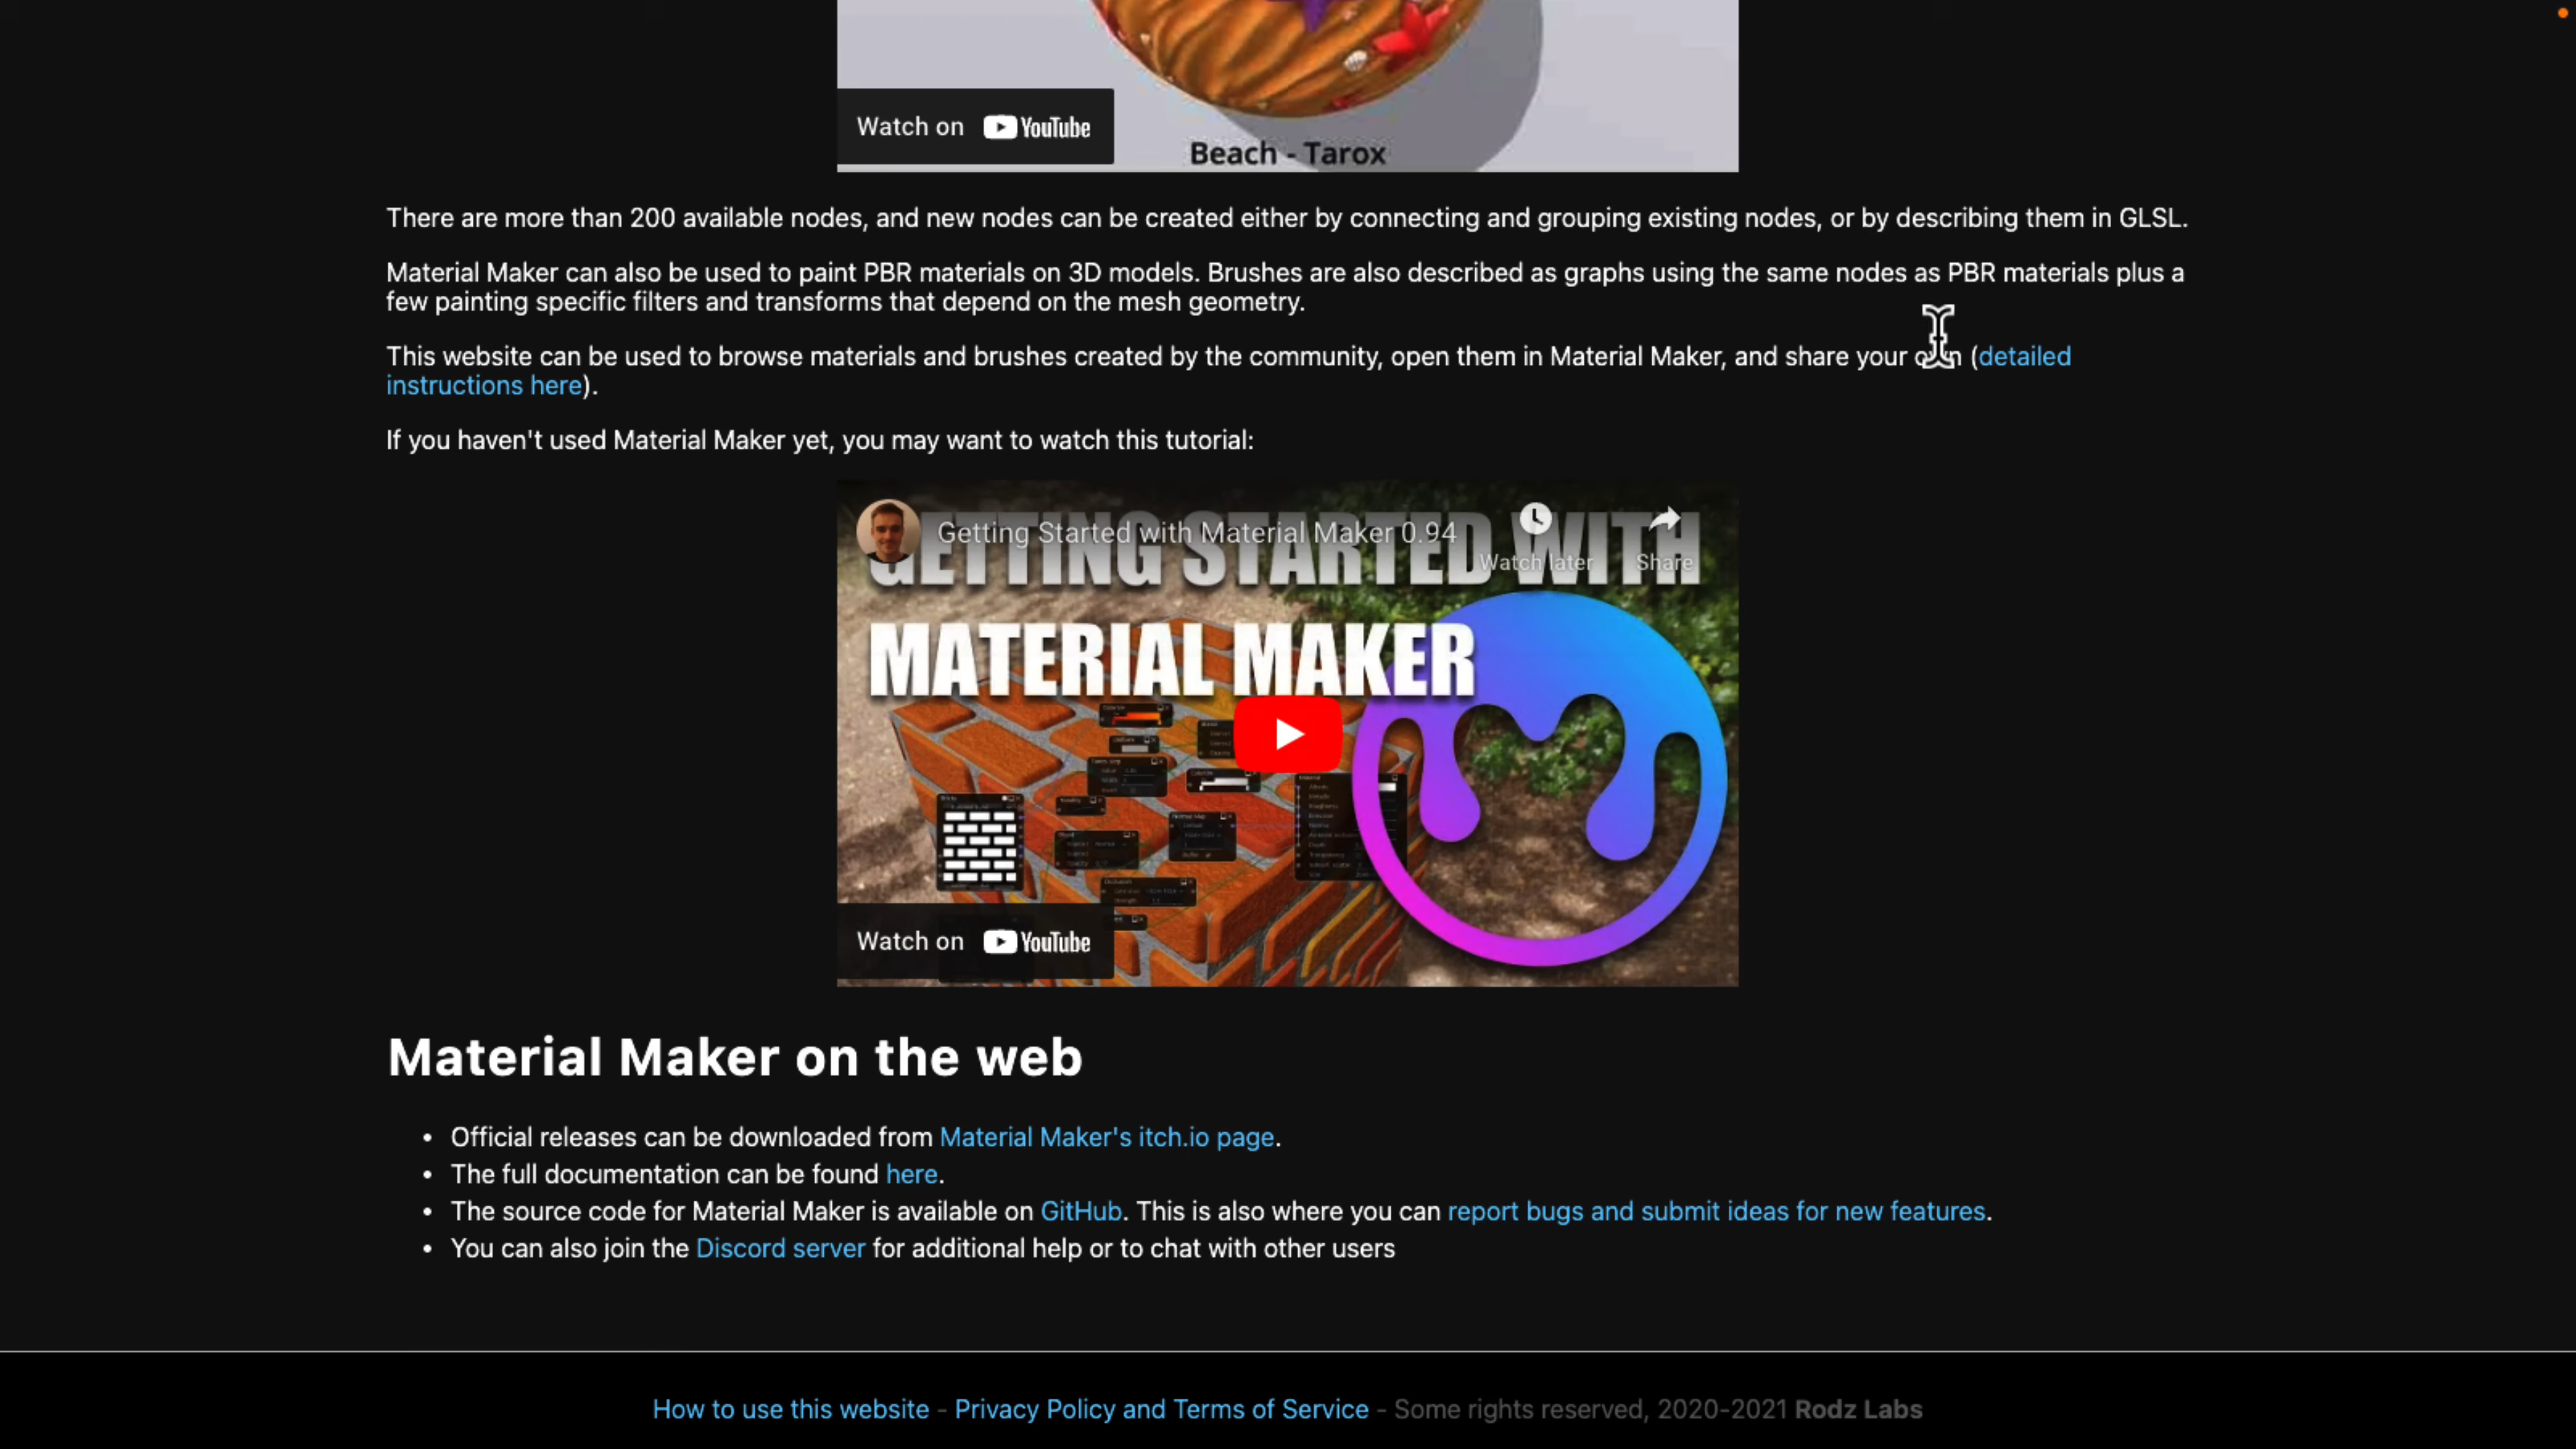 Watch on YouTube
Beach - Tarox
There are more than 200 available nodes, and new nodes can be created either by connecting and grouping existing nodes, or by describing them in GLSL.
Material Maker can also be used to paint PBR materials on 3D models. Brushes are also described as graphs using the same nodes as PBR materials plus a
few painting specific filters and transforms that depend on the mesh geometry.
This website can be used to browse materials and brushes created by the community, open them in Material Maker, and share your own (detailed
instructions here).
If you haven't used Material Maker yet, you may want to watch this tutorial:
Getting Started with Material Maker 0.94
GETTING STARTED WITH
Watch later
Share
MATERIAL MAKER
Watch on YouTube
Material Maker on the web
• Official releases can be downloaded from Material Maker's itch.io page.
• The full documentation can be found here.
• The source code for Material Maker is available on GitHub. This is also where you can report bugs and submit ideas for new features.
• You can also join the Discord server for additional help or to chat with other users
How to use this website - Privacy Policy and Terms of Service - Some rights reserved, 2020-2021 Rodz Labs